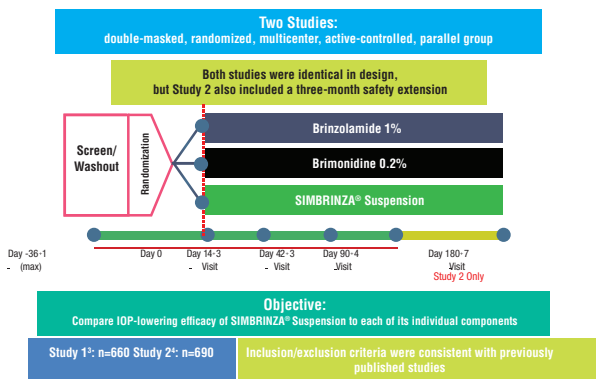 Two Studies:
double-masked, randomized, multicenter, active-controlled, parallel group
Both studies were identical in design,
but Study 2 also included a three-month safety extension
Screen/
Washout
Randomization
Brinzolamide 1%
Brimonidine 0.2%
SIMBRINZA® Suspension
Day -36-1
- (max)
Day 0
Day 14-3
- Visit
Day 42-3
- Visit
Day 90-4
- Visit
Day 180-7
- Visit
Study 2 Only
Objective:
Compare IOP-lowering efficacy of SIMBRINZA® Suspension to each of its individual components
Study 1³: n=660 Study 2⁴: n=690
Inclusion/exclusion criteria were consistent with previously
published studies